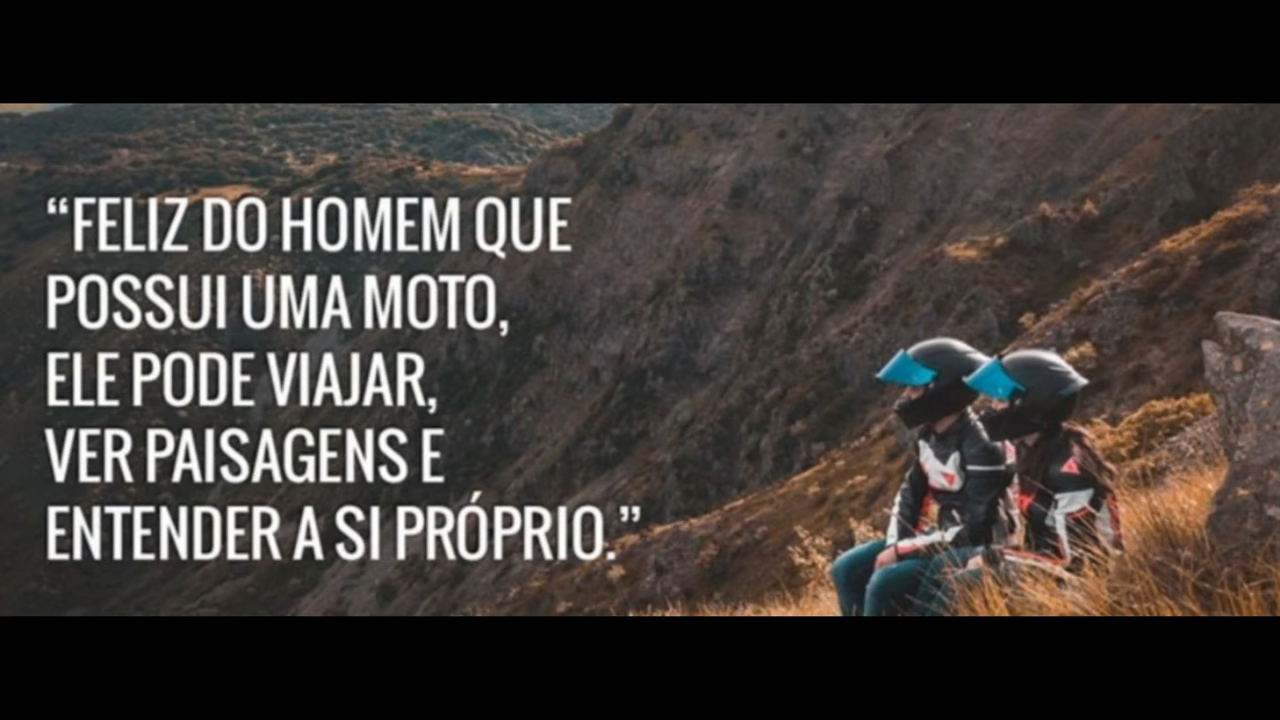 “FELIZ DO HOMEM QUE
POSSUI UMA MOTO,
ELE PODE VIAJAR,
VER PAISAGENS E
ENTENDER A SI PRÓPRIO.”